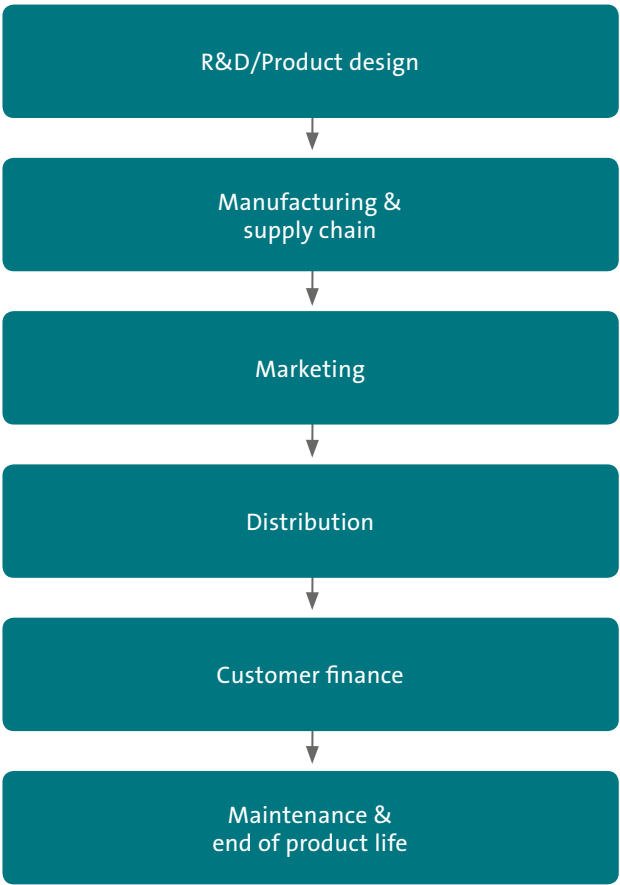 R&D/Product design
Manufacturing &
supply chain
Marketing
Distribution
Customer finance
Maintenance &
end of product life